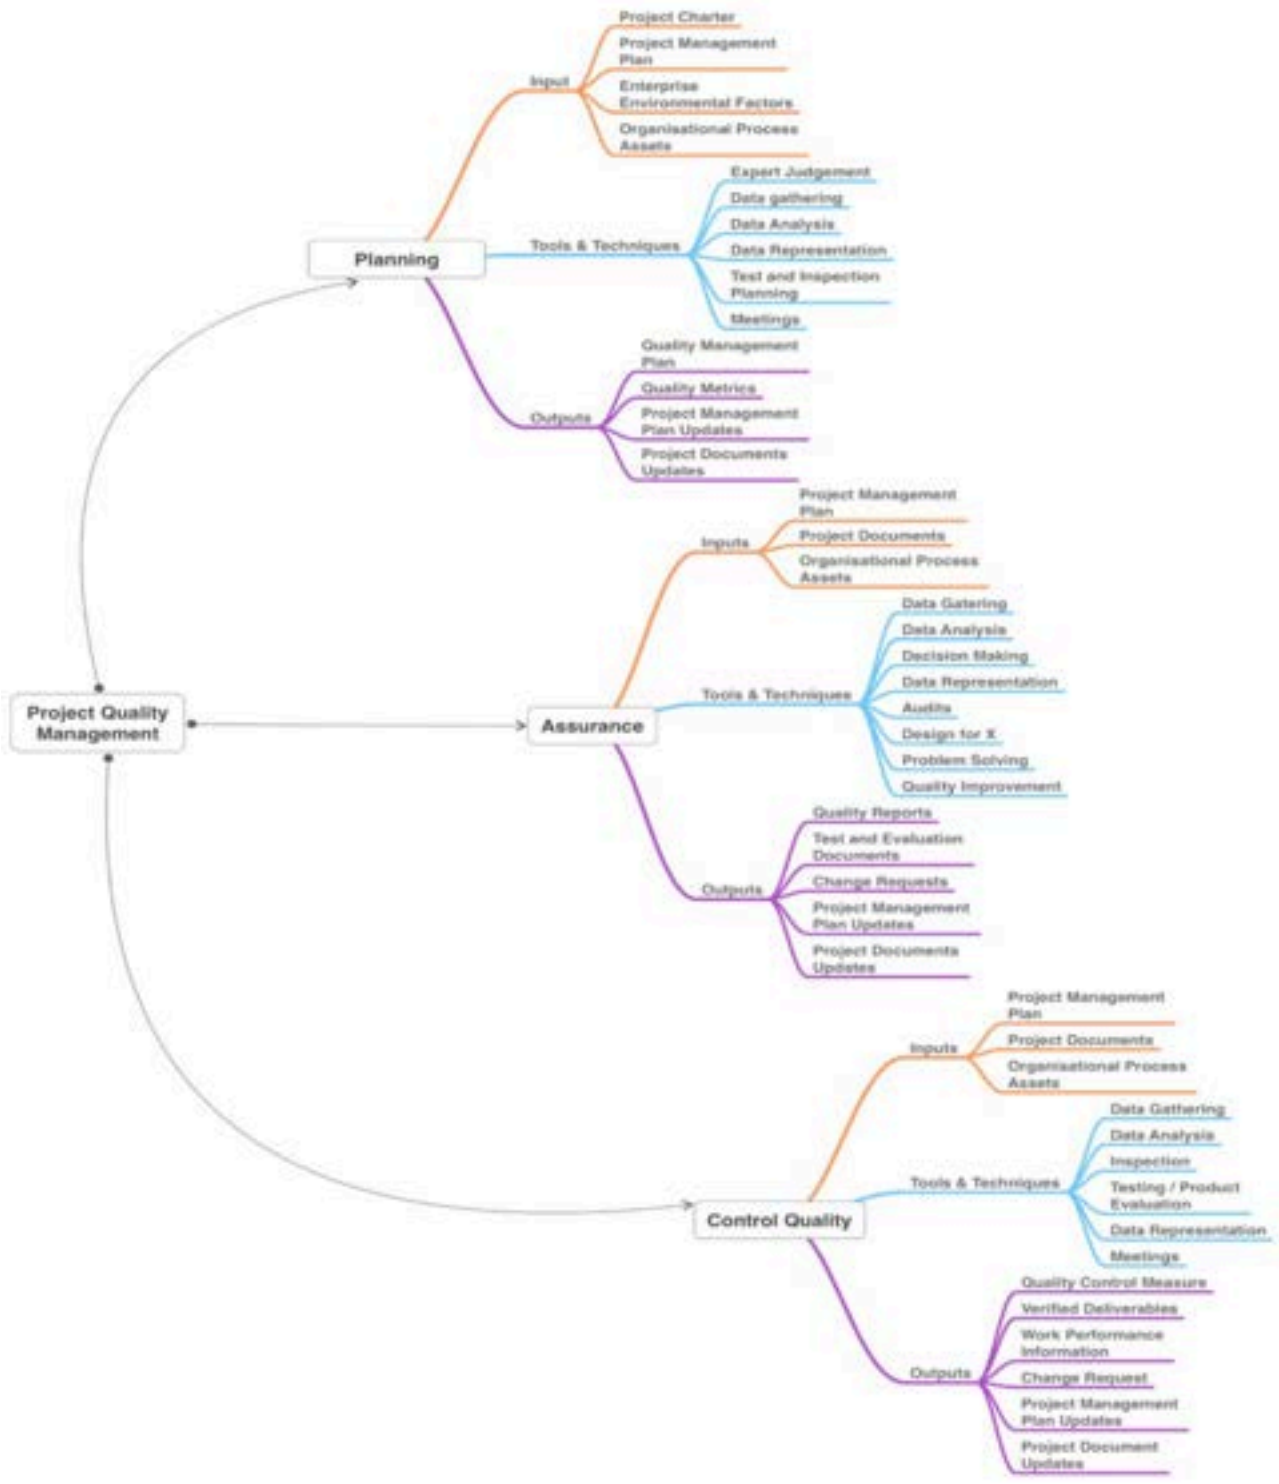 Project Charter
Project Management
Plan
Input
Enterprise
Environmental Factors
Organisational Process
Assets
Expert Judgement
Data gathering
Data Analysis
Tools & Techniques
Data Representation
Planning
Test and Inspection
Planning
Meetings
Quality Management
Plan
Quality Metrics
Outputs
Project Management
Plan Updates
Project Documents
Updates
Project Management
Plan
Inputs
Project Documents
Organisational Process
Assets
Data Gatering
Data Analysis
Decision Making
Data Representation
Tools & Techniques
Audits
Project Quality
Management
Assurance
Design for X
Problem Solving
Quality Improvement
Quality Reports
Test and Evaluation
Documents
Outputs
Change Requests
Project Management
Plan Updates
Project Documents
Updates
Project Management
Plan
Inputs
Project Documents
Organisational Process
Assets
Data Gathering
Data Analysis
Inspection
Tools & Techniques
Testing / Product
Evaluation
Control Quality
Data Representation
Meetings
Quality Control Measure
Verified Deliverables
Work Performance
Information
Outputs
Change Request
Project Management
Plan Updates
Project Document
Updates